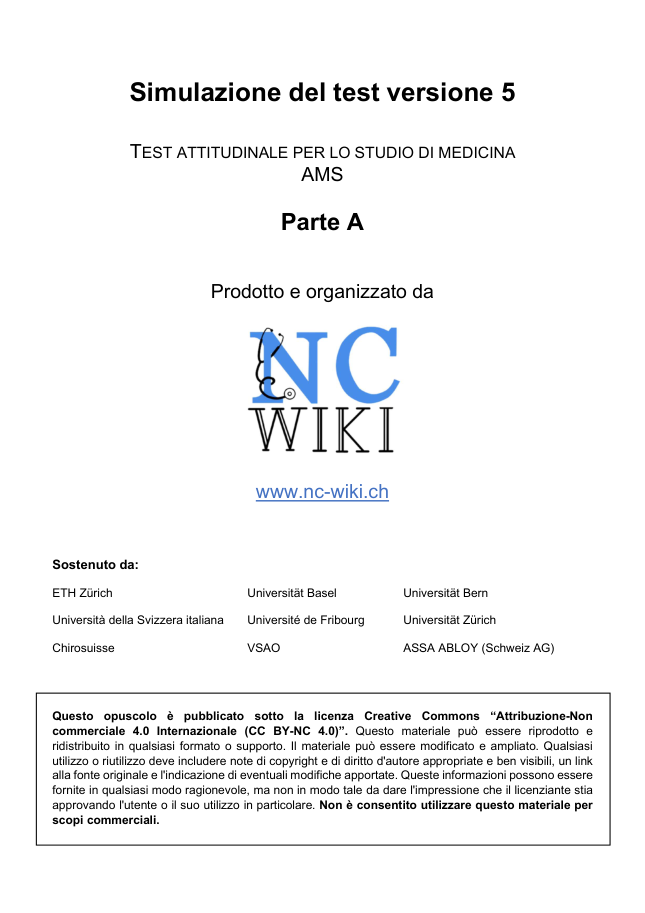 Simulazione del test versione 5
TEST ATTITUDINALE PER LO STUDIO DI MEDICINA
AMS
Parte A
Prodotto e organizzato da
NC
WIKI
www.nc-wiki.ch
Sostenuto da:
ETH Zürich Universität Basel Universität Bern
Università della Svizzera italiana Université de Fribourg Universität Zürich
Chirosuisse VSAO ASSA ABLOY (Schweiz AG)
Questo opuscolo è pubblicato sotto la licenza Creative Commons “Attribuzione-Non
commerciale 4.0 Internazionale (CC BY-NC 4.0)”. Questo materiale può essere riprodotto e
ridistribuito in qualsiasi formato o supporto. Il materiale può essere modificato e ampliato. Qualsiasi
utilizzo o riutilizzo deve includere note di copyright e di diritto d'autore appropriate e ben visibili, un link
alla fonte originale e l'indicazione di eventuali modifiche apportate. Queste informazioni possono essere
fornite in qualsiasi modo ragionevole, ma non in modo tale da dare l'impressione che il licenziante stia
approvando l'utente o il suo utilizzo in particolare. Non è consentito utilizzare questo materiale per
scopi commerciali.